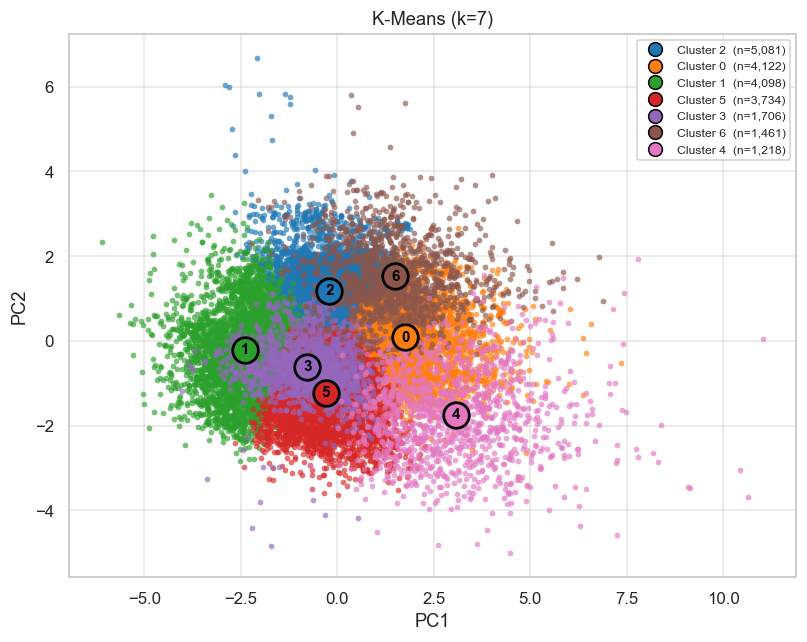 K-Means (k=7)
Cluster 2 (n=5,081)
Cluster 0 (n=4,122)
Cluster 1 (n=4,098)
Cluster 5 (n=3,734)
Cluster 3 (n=1,706)
Cluster 6 (n=1,461)
Cluster 4 (n=1,218)
PC2
6
4
2
0
−2
−4
6
2
0
1
3
5
4
−5.0
−2.5
0.0
2.5
5.0
7.5
10.0
PC1